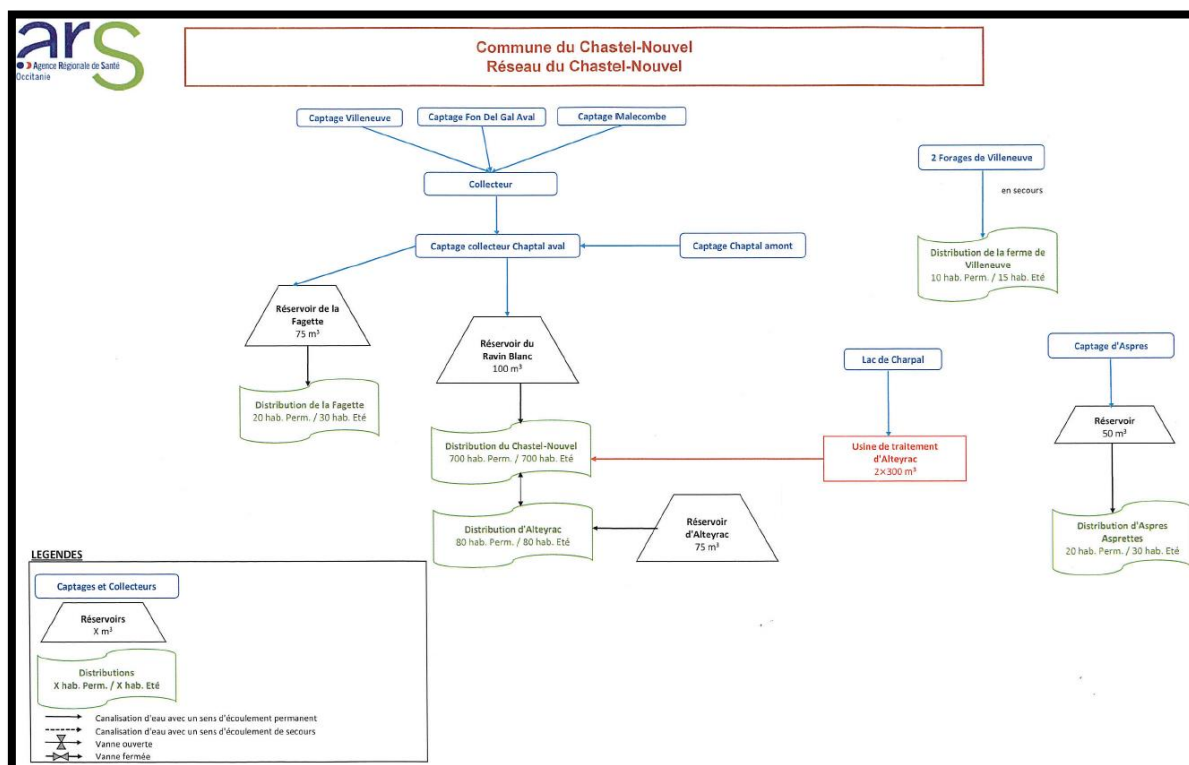 ars
Agence Régionale de Santé
Occitanie
Commune du Chastel-Nouvel
Réseau du Chastel-Nouvel
Captage Villeneuve
Captage Fon Del Gal Aval
Captage Malecombe
2 Forages de Villeneuve
Collecteur
en secours
Captage collecteur Chaptal aval
Captage Chaptal amont
Distribution de la ferme de
Villeneuve
10 hab. Perm. / 15 hab. Eté
Réservoir de la
Fagette
75 m³
Réservoir du
Ravin Blanc
100 m³
Lac de Charpal
Captage d'Aspres
Distribution de la Fagette
20 hab. Perm. / 30 hab. Eté
Réservoir
50 m³
Distribution du Chastel-Nouvel
700 hab. Perm. / 700 hab. Eté
Usine de traitement
d'Alteyrac
2×300 m³
Distribution d'Alteyrac
80 hab. Perm. / 80 hab. Eté
Réservoir
d'Alteyrac
75 m³
Distribution d'Aspres
Asprettes
20 hab. Perm. / 30 hab. Eté
LEGENDES
Captages et Collecteurs
Réservoirs
X m³
Distributions
X hab. Perm. / X hab. Eté
Canalisation d'eau avec un sens d'écoulement permanent
Canalisation d'eau avec un sens d'écoulement de secours
Vanne ouverte
Vanne fermée